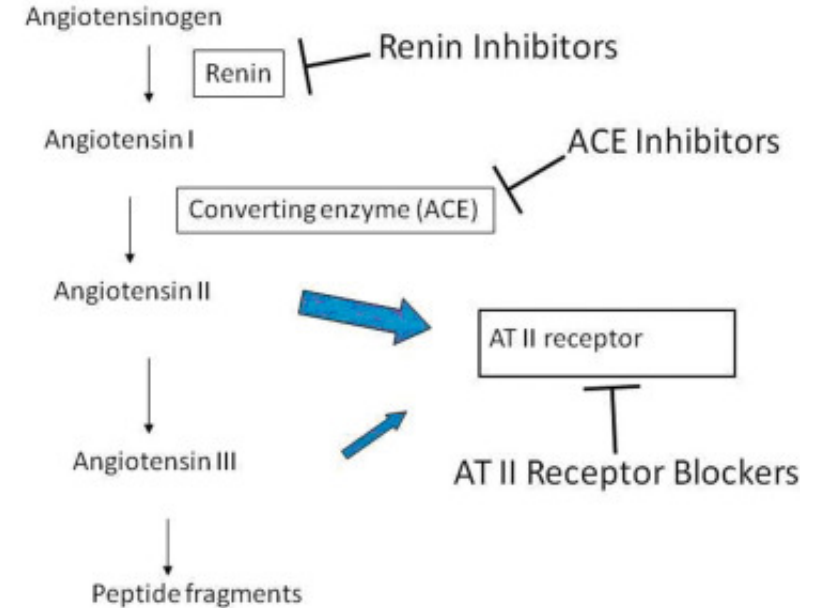 Angiotensinogen
Renin Inhibitors
Renin
Angiotensin I
ACE Inhibitors
Converting enzyme (ACE)
Angiotensin II
AT II receptor
Angiotensin III
AT II Receptor Blockers
Peptide fragments